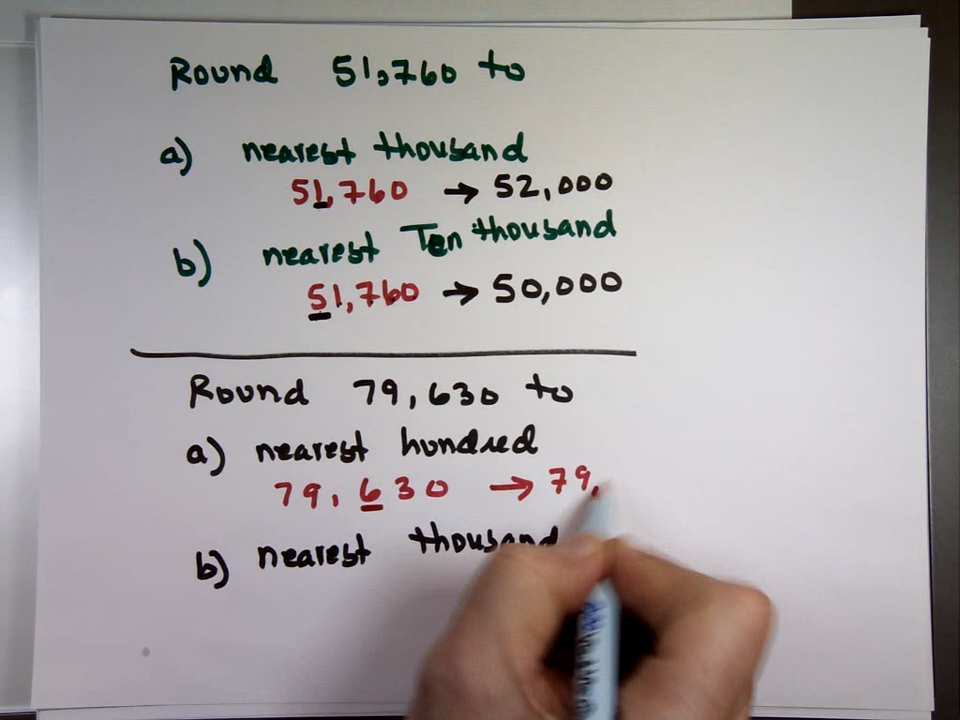 Round 51,760 to
a) nearest thousand
51,760 → 52,000
b) nearest Ten thousand
51,760 → 50,000
Round 79,630 to
a) nearest hundred
79,630 → 79,
b) nearest thousand